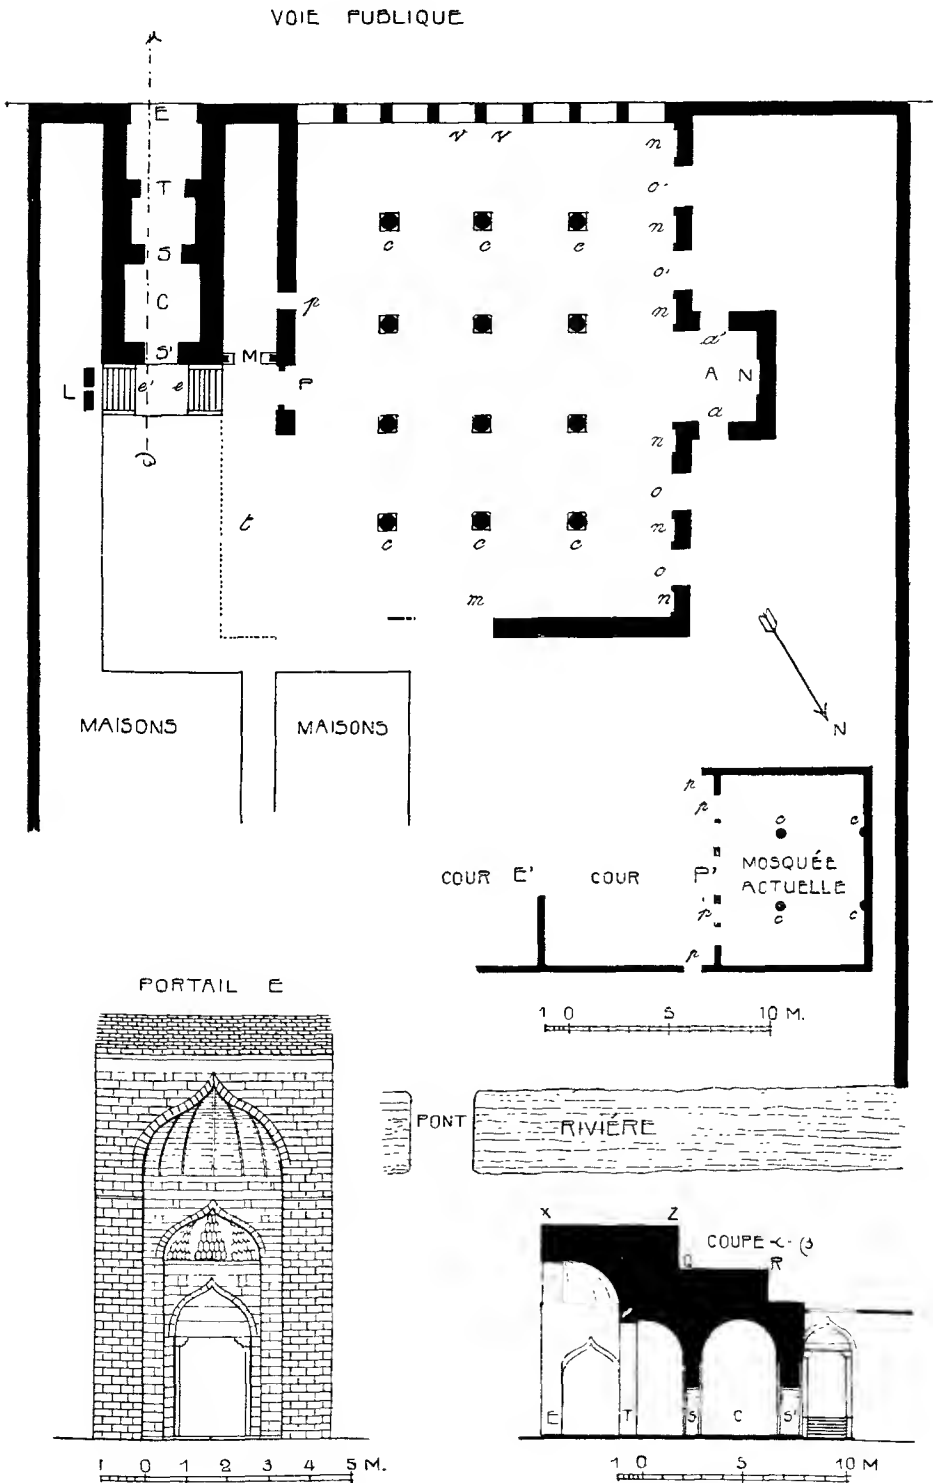 VOIE PUBLIQUE
α
E
T
S
C
S'
e' e
L
β
v v
n
o'
n
o'
n
c c c
p
M
P
a'
A N
a
n
o
n
o
n
t
c c c
m
N
MAISONS
MAISONS
p
p
c c
COUR E' COUR P' MOSQUÉE
ACTUELLE
p
c c
p
PORTAIL E
1 0 5 10 M.
PONT
RIVIÉRE
X Z
COUPE α-β
Q R
E T S C S'
1 0 1 2 3 4 5 M.
1 0 5 10 M